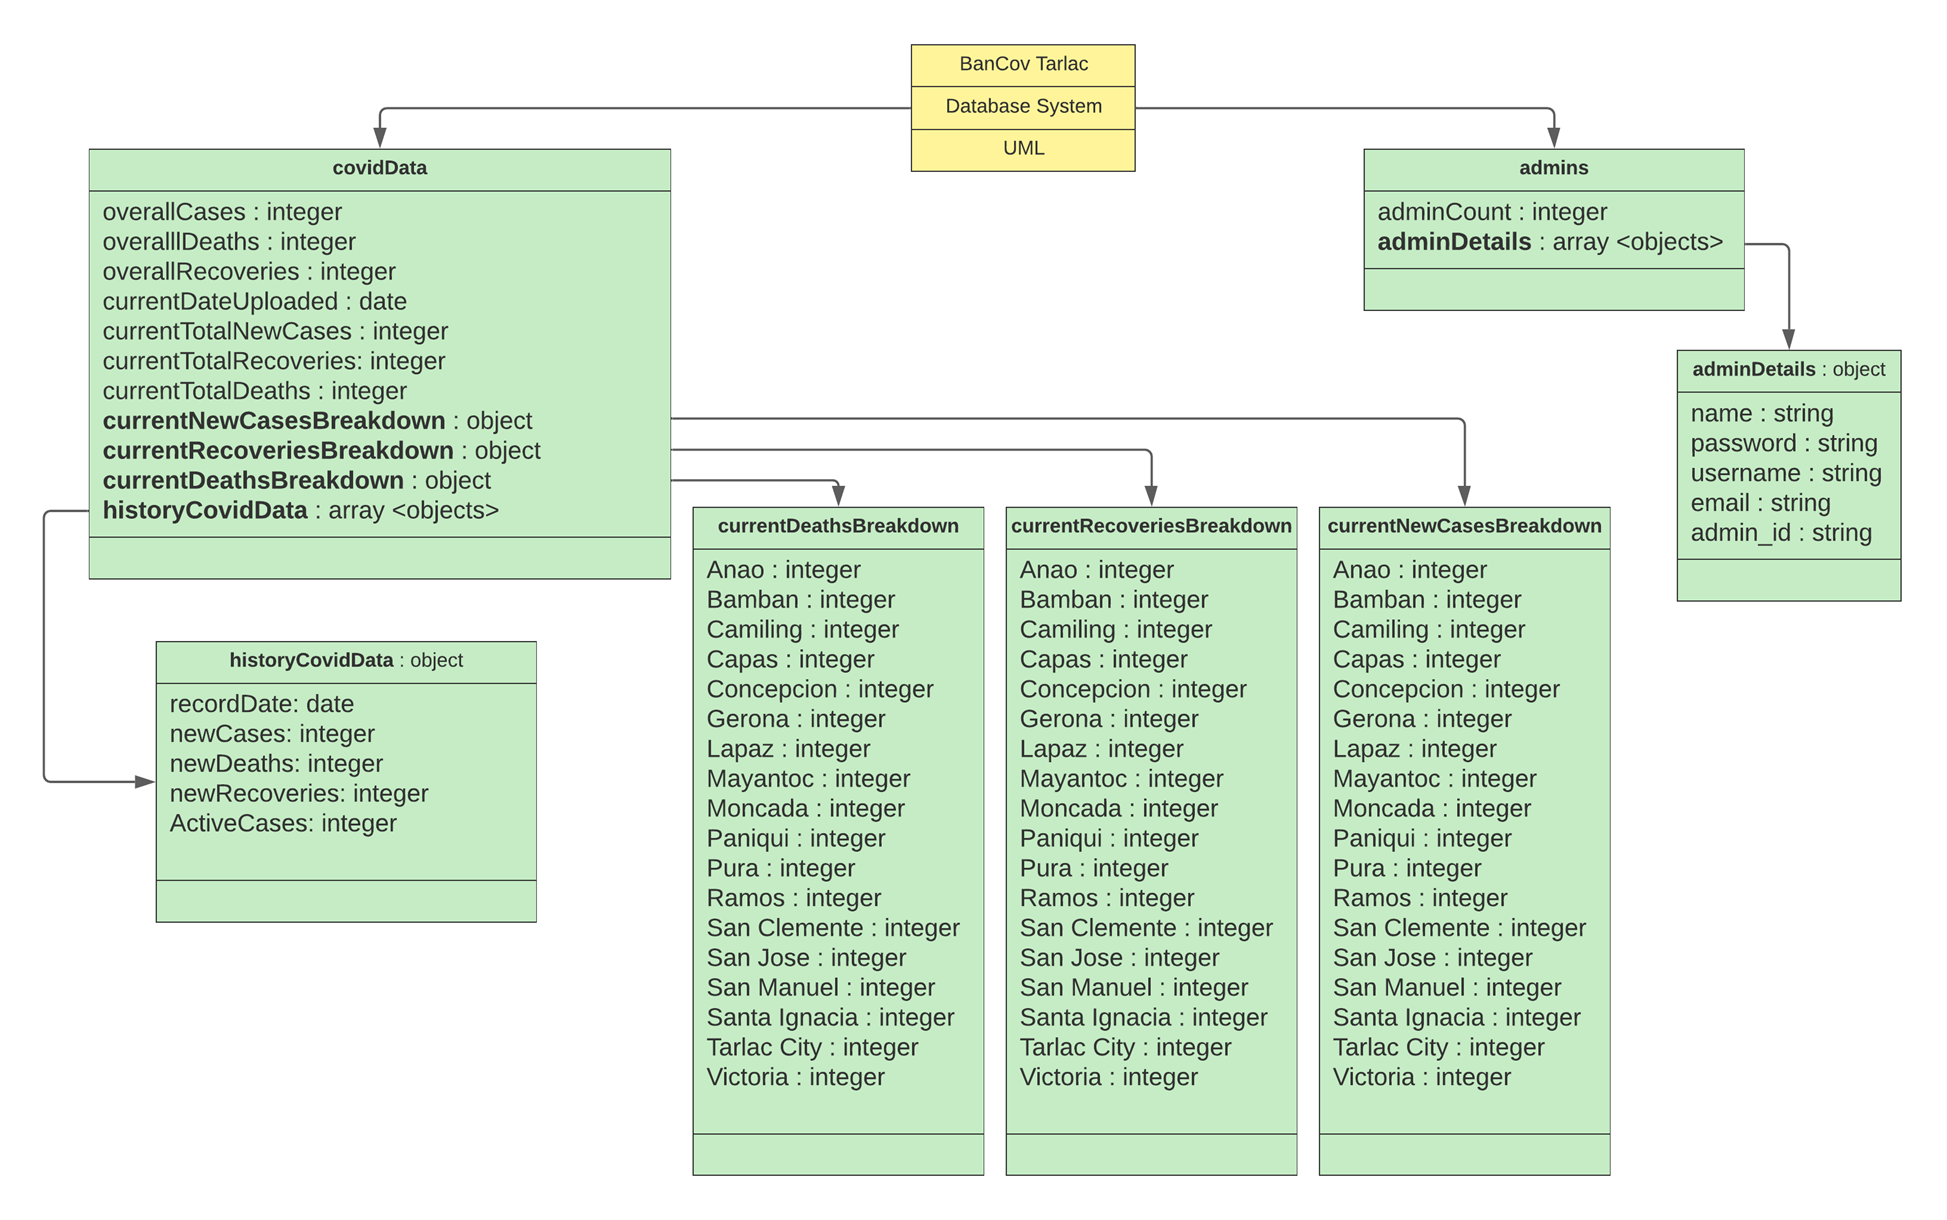 BanCov Tarlac
Database System
UML
covidData
overallCases : integer
overalllDeaths : integer
overallRecoveries : integer
currentDateUploaded : date
currentTotalNewCases : integer
currentTotalRecoveries: integer
currentTotalDeaths : integer
currentNewCasesBreakdown : object
currentRecoveriesBreakdown : object
currentDeathsBreakdown : object
historyCovidData : array <objects>
admins
adminCount : integer
adminDetails : array <objects>
adminDetails : object
name : string
password : string
username : string
email : string
admin_id : string
historyCovidData : object
recordDate: date
newCases: integer
newDeaths: integer
newRecoveries: integer
ActiveCases: integer
currentDeathsBreakdown
Anao : integer
Bamban : integer
Camiling : integer
Capas : integer
Concepcion : integer
Gerona : integer
Lapaz : integer
Mayantoc : integer
Moncada : integer
Paniqui : integer
Pura : integer
Ramos : integer
San Clemente : integer
San Jose : integer
San Manuel : integer
Santa Ignacia : integer
Tarlac City : integer
Victoria : integer
currentRecoveriesBreakdown
Anao : integer
Bamban : integer
Camiling : integer
Capas : integer
Concepcion : integer
Gerona : integer
Lapaz : integer
Mayantoc : integer
Moncada : integer
Paniqui : integer
Pura : integer
Ramos : integer
San Clemente : integer
San Jose : integer
San Manuel : integer
Santa Ignacia : integer
Tarlac City : integer
Victoria : integer
currentNewCasesBreakdown
Anao : integer
Bamban : integer
Camiling : integer
Capas : integer
Concepcion : integer
Gerona : integer
Lapaz : integer
Mayantoc : integer
Moncada : integer
Paniqui : integer
Pura : integer
Ramos : integer
San Clemente : integer
San Jose : integer
San Manuel : integer
Santa Ignacia : integer
Tarlac City : integer
Victoria : integer